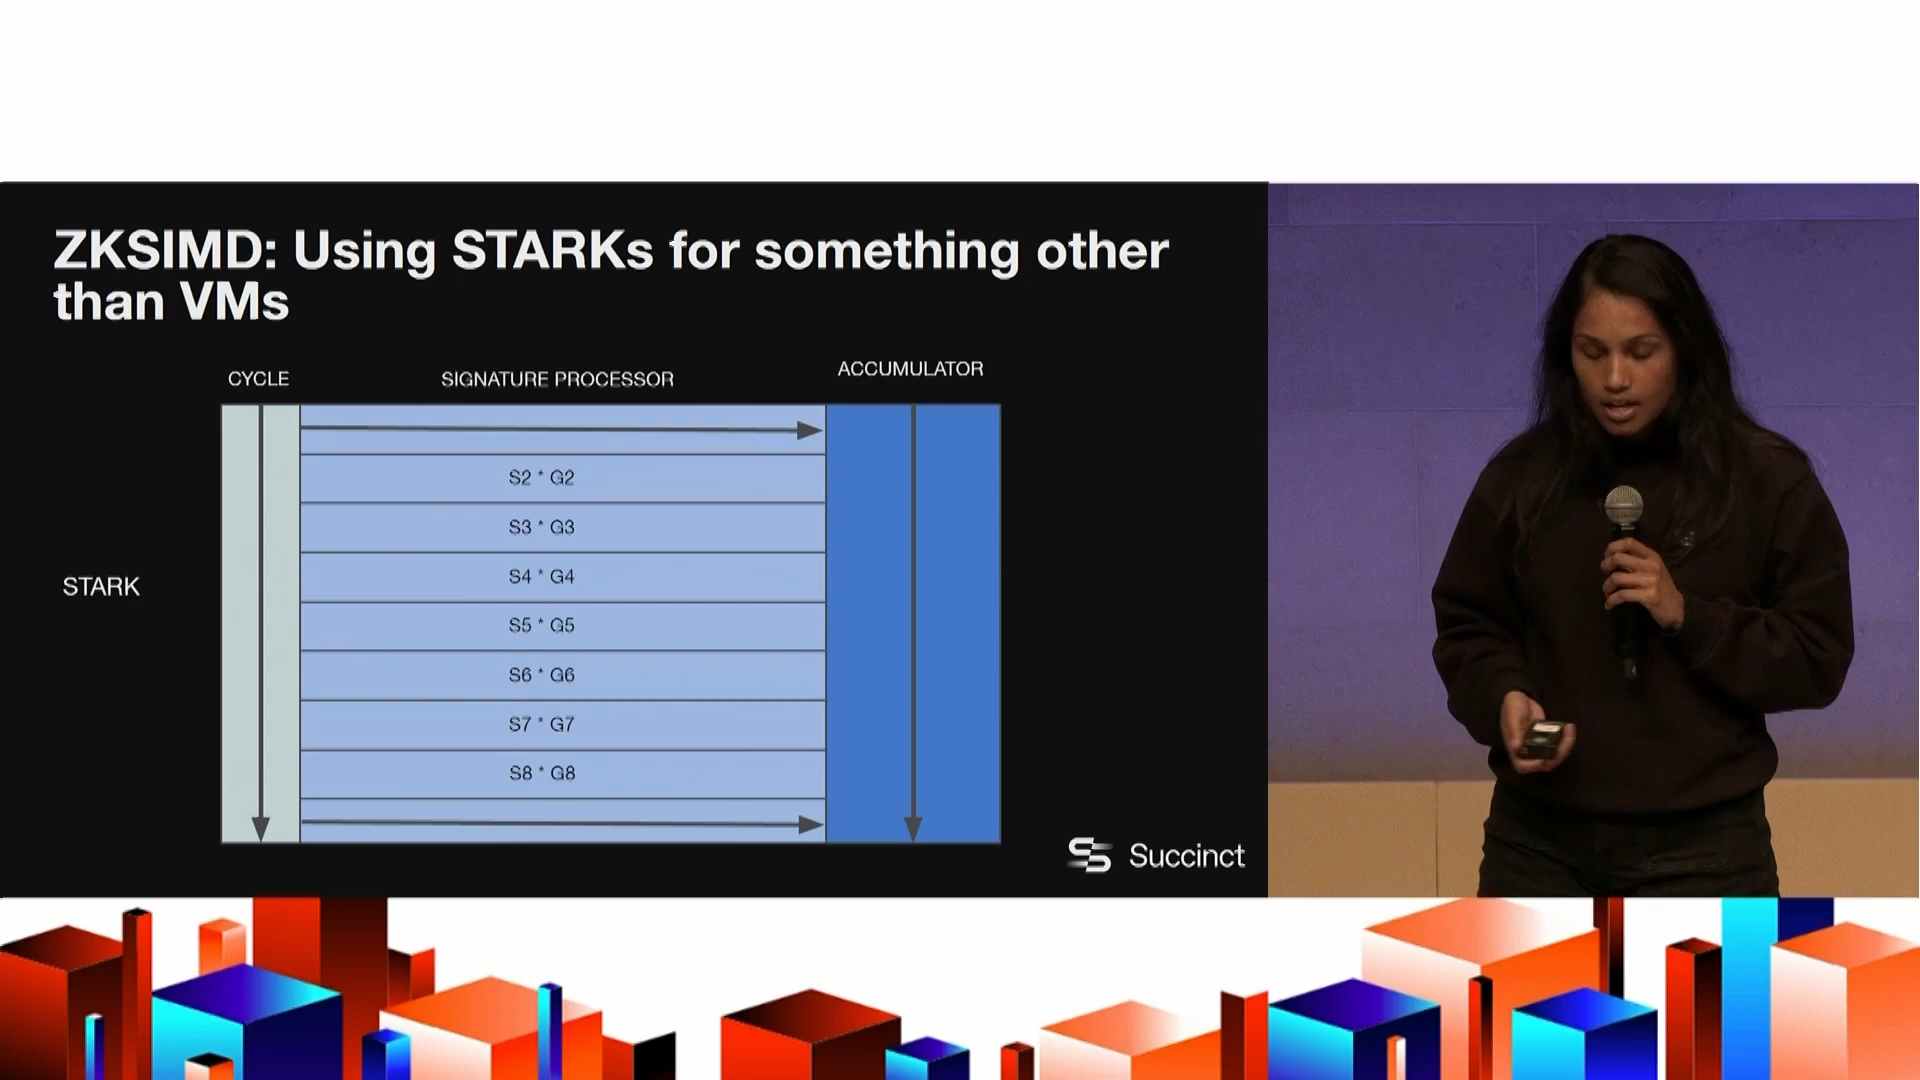 ZKSIMD: Using STARKs for something other
than VMs
CYCLE
SIGNATURE PROCESSOR
ACCUMULATOR
S2 * G2
S3 * G3
S4 * G4
STARK
S5 * G5
S6 * G6
S7 * G7
S8 * G8
Succinct